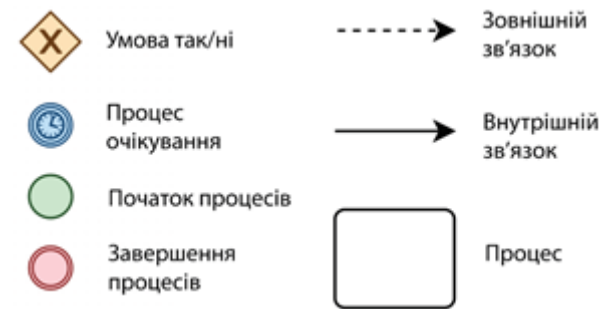 X
Умова так/ні
Процес
очікування
Початок процесів
Завершення
процесів
Зовнішній
зв'язок
Внутрішній
зв'язок
Процес